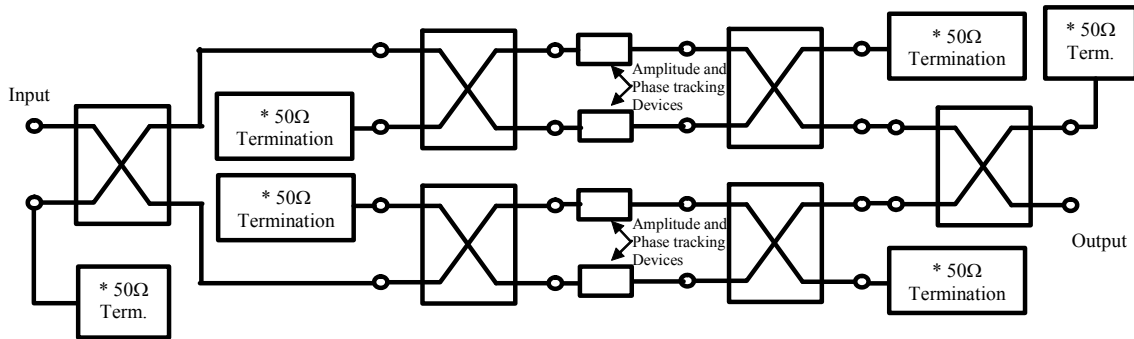 * 50Ω
Termination
* 50Ω
Term.
Input
Amplitude and
Phase tracking
Devices
* 50Ω
Termination
* 50Ω
Termination
Amplitude and
Phase tracking
Devices
Output
* 50Ω
Term.
* 50Ω
Termination